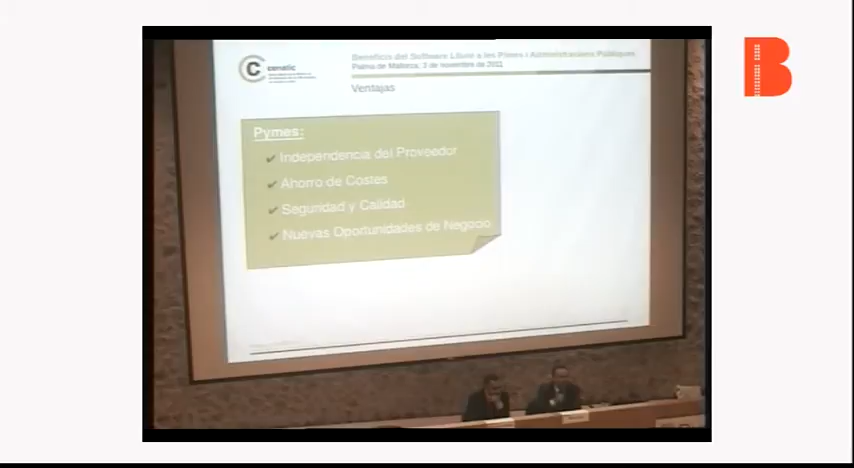 B
C cenatic
Beneficis del Software Lliure a les Pimes i Administracions Públiques
Palma de Mallorca, 3 de novembre de 2011
Ventajas
Pymes:
✔ Independencia del Proveedor
✔ Ahorro de Costes
✔ Seguridad y Calidad
✔ Nuevas Oportunidades de Negocio